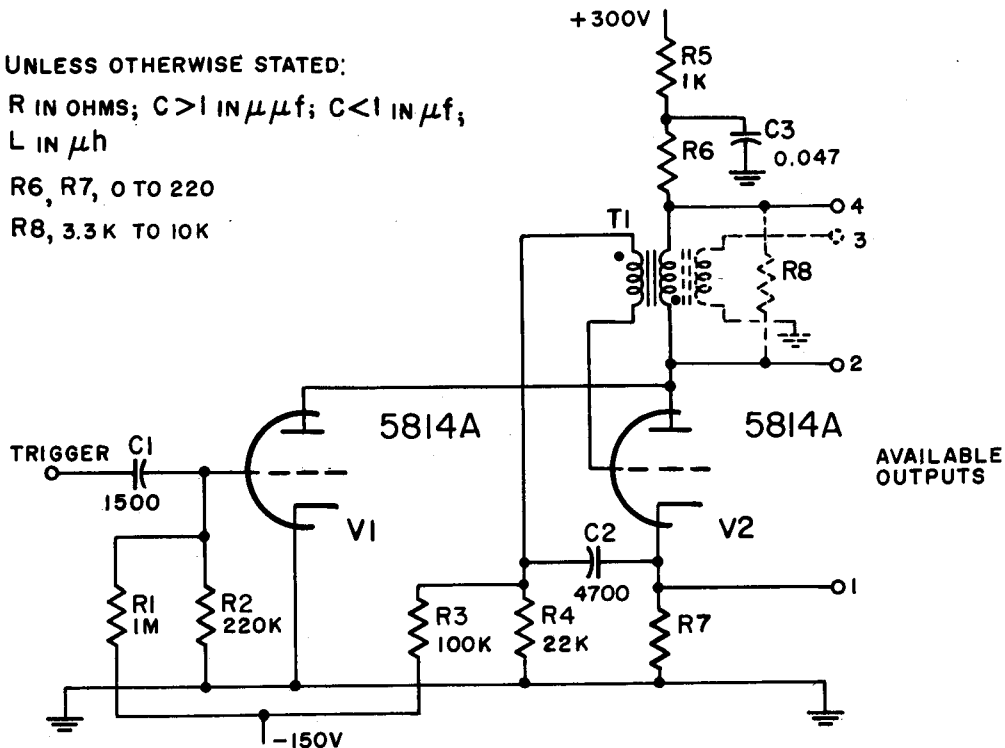 +300V
UNLESS OTHERWISE STATED:
R IN OHMS; C>1 IN μμf; C<1 IN μf;
L IN μh
R6, R7, 0 TO 220
R8, 3.3K TO 10K
R5
1K
C3
0.047
R6
T1
4
3
R8
2
5814A
5814A
TRIGGER
C1
1500
V1
AVAILABLE
OUTPUTS
V2
C2
4700
1
R1
1M
R2
220K
R3
100K
R4
22K
R7
-150V